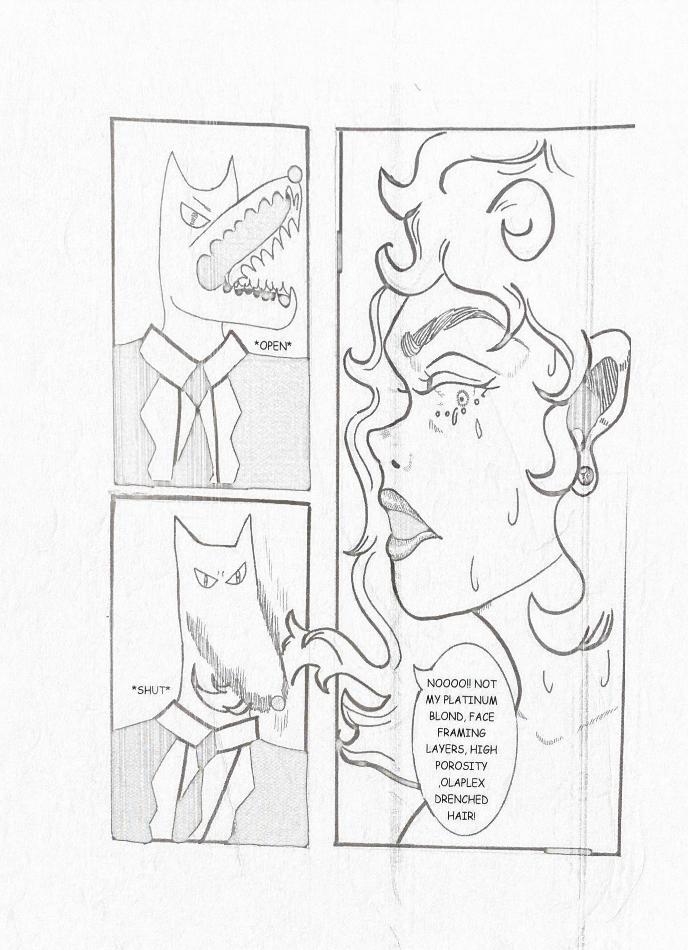 *OPEN*
*SHUT*
NOOOO!! NOT
MY PLATINUM
BLOND, FACE
FRAMING
LAYERS, HIGH
POROSITY
,OLAPLEX
DRENCHED
HAIR!